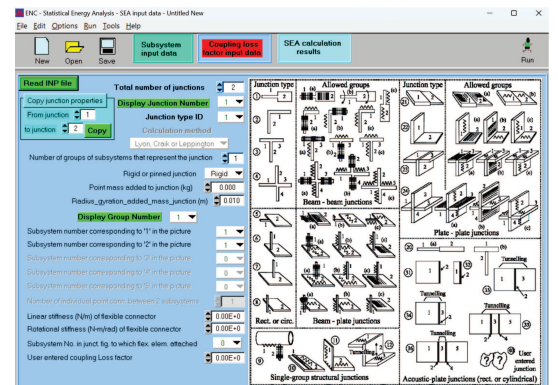 ENC - Statistical Energy Analysis - SEA input data - Untitled New
File Edit Options Run Tools Help
New Open Save
Subsystem input data
Coupling loss factor input data
SEA calculation results
Run
Read INP file
Total number of junctions 2
Copy junction properties
From junction 1
to junction 2 Copy
Display Junction Number 1
Junction type ID 1
Calculation method
Lyon, Creik or Leppington
Number of groups of subsystems that represent the junction 1
Rigid or pinned junction Rigid
Point mass added to junction (kg) 0.000
Radius_gyration_added_mass_junction (m) 0.010
Display Group Number 1
Subsystem number corresponding to '1' in the picture 1
Subsystem number corresponding to '2' in the picture 1
Subsystem number corresponding to '3' in the picture 0
Subsystem number corresponding to '4' in the picture 0
Subsystem number corresponding to '5' in the picture 0
Number of individual point conn. between 2 subsystems 1
Linear stiffness (N/m) of flexible connector 0.00E+0
Rotational stiffness (N-m/rad) of flexible connector 0.00E+0
Subsystem No. in junct. fig. to which flex. elem. attached 0
User entered coupling Loss factor 0.00E+0
Junction type Allowed groups
Beam - beam junctions
Rect. or circ. Beam - plate junctions
Tunnelling
Single-group structural junctions
Junction type Allowed groups
Plate - plate junctions
Tunnelling
Tunnelling
Tunnelling
User entered junction
Acoustic-plate junctions (rect. or cylindrical)